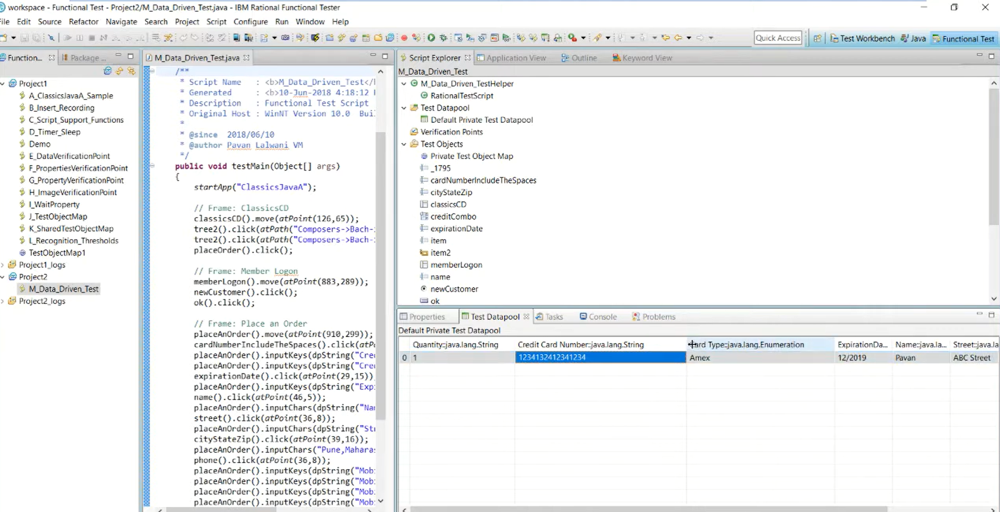 workspace - Functional Test - Project2/M_Data_Driven_Test.java - IBM Rational Functional Tester
File Edit Source Refactor Navigate Search Project Script Configure Run Window Help
Quick Access Test Workbench Java Functional Test
Function... Package ...
Project1
A_ClassicsJavaA_Sample
B_Insert_Recording
C_Script_Support_Functions
D_Timer_Sleep
Demo
E_DataVerificationPoint
F_PropertiesVerificationPoint
G_PropertyVerificationPoint
H_ImageVerificationPoint
I_WaitProperty
J_TestObjectMap
K_SharedTestObjectMap
L_Recognition_Thresholds
TestObjectMap1
Project1_logs
Project2
M_Data_Driven_Test
Project2_logs
M_Data_Driven_Test.java
/**
* Script Name : <b>M_Data_Driven_Test</
* Generated : <b>10-Jun-2018 4:18:12
* Description : Functional Test Script
* Original Host : WinNT Version 10.0 Bui
*
* @since 2018/06/10
* @author Pavan Lalwani VM
*/
public void testMain(Object[] args)
{
startApp("ClassicsJavaA");
// Frame: ClassicsCD
classicsCD().move(atPoint(126,65));
tree2().click(atPath("Composers->Bach-
tree2().click(atPath("Composers->Bach-
placeOrder().click();
// Frame: Member Logon
memberLogon().move(atPoint(883,289));
newCustomer().click();
ok().click();
// Frame: Place an Order
placeAnOrder().move(atPoint(910,299));
cardNumberIncludeTheSpaces().click(atP
placeAnOrder().inputKeys(dpString("Cre
placeAnOrder().inputKeys(dpString("Cre
expirationDate().click(atPoint(29,15))
placeAnOrder().inputKeys(dpString("Exp
name().click(atPoint(46,5));
placeAnOrder().inputChars(dpString("Na
street().click(atPoint(36,8));
placeAnOrder().inputChars(dpString("St
cityStateZip().click(atPoint(39,16));
placeAnOrder().inputChars("Pune,Mahara
phone().click(atPoint(36,8));
placeAnOrder().inputKeys(dpString("Mob
placeAnOrder().inputKeys(dpString("Mob
placeAnOrder().inputKeys(dpString("Mob
placeAnOrder().inputKeys(dpString("Mob
Script Explorer Application View Outline Keyword View
M_Data_Driven_Test
M_Data_Driven_TestHelper
RationalTestScript
Test Datapool
Default Private Test Datapool
Verification Points
Test Objects
Private Test Object Map
_1795
cardNumberIncludeTheSpaces
cityStateZip
classicsCD
creditCombo
expirationDate
item
item2
memberLogon
name
newCustomer
ok
Properties Test Datapool Tasks Console Problems
Default Private Test Datapool
Quantity::java.lang.String Credit Card Number::java.lang.String ard Type::java.lang.Enumeration ExpirationDa... Name::java.la... Street::java.la
0 1 1234132412341234 Amex 12/2019 Pavan ABC Street